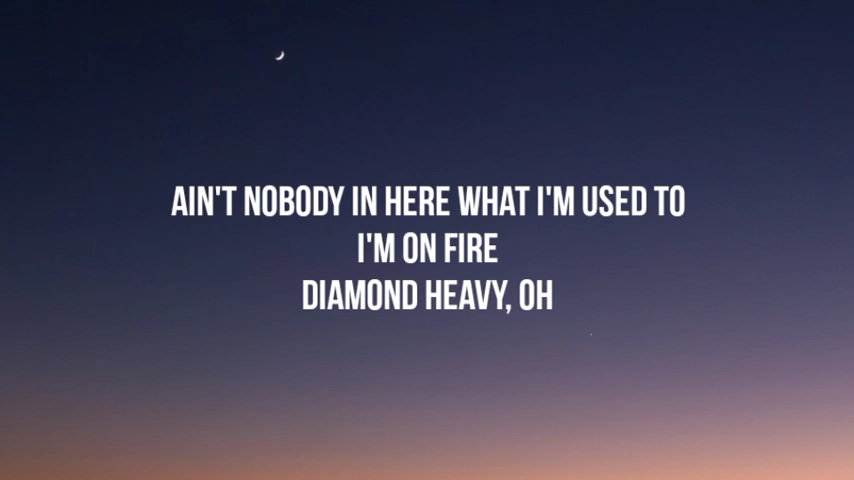 AIN'T NOBODY IN HERE WHAT I'M USED TO
I'M ON FIRE
DIAMOND HEAVY, OH